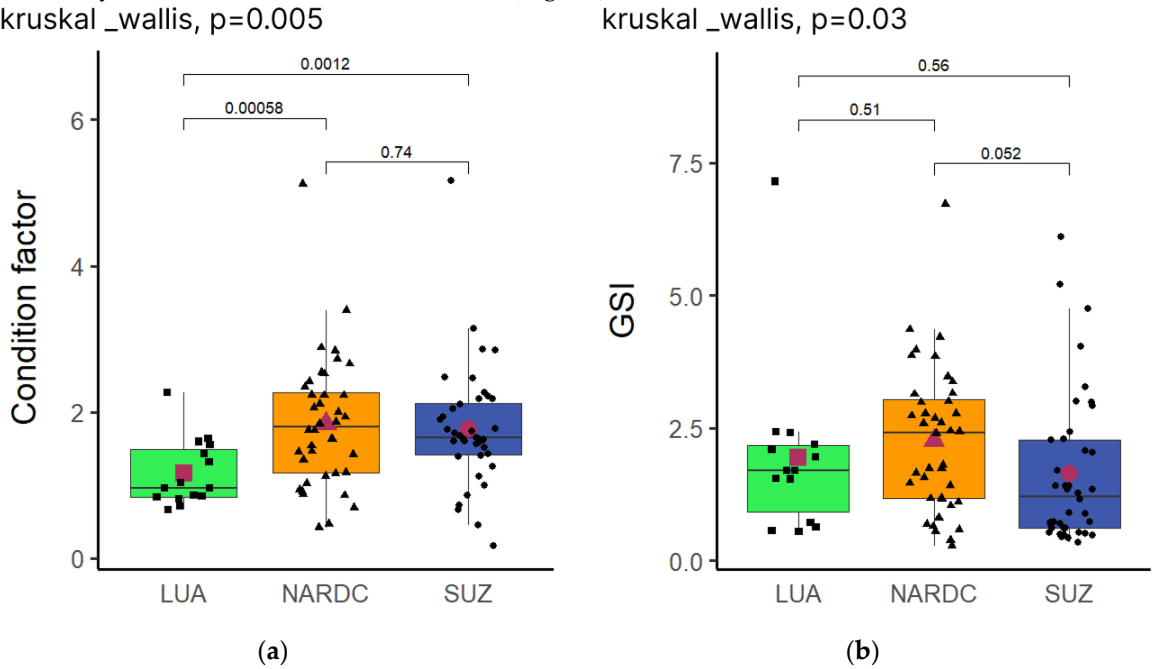 kruskal _wallis, p=0.005
kruskal _wallis, p=0.03
0.0012
0.00058
0.74
6
4
2
0
Condition factor
LUA NARDC SUZ
(a)
0.56
0.51
0.052
7.5
5.0
2.5
0.0
GSI
LUA NARDC SUZ
(b)